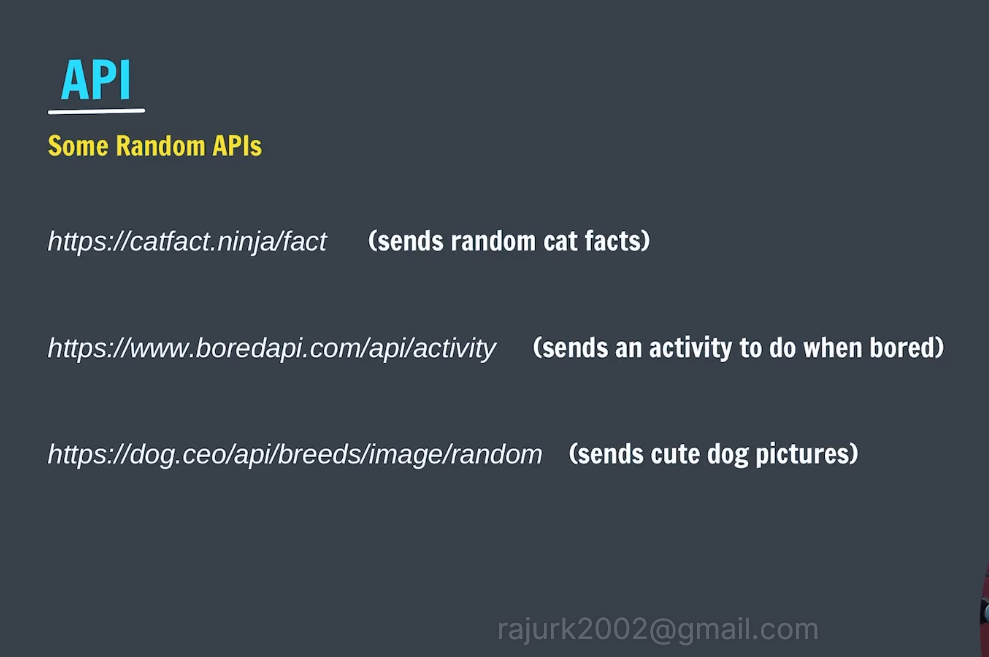 API
Some Random APIs
https://catfact.ninja/fact (sends random cat facts)
https://www.boredapi.com/api/activity (sends an activity to do when bored)
https://dog.ceo/api/breeds/image/random (sends cute dog pictures)
rajurk2002@gmail.com